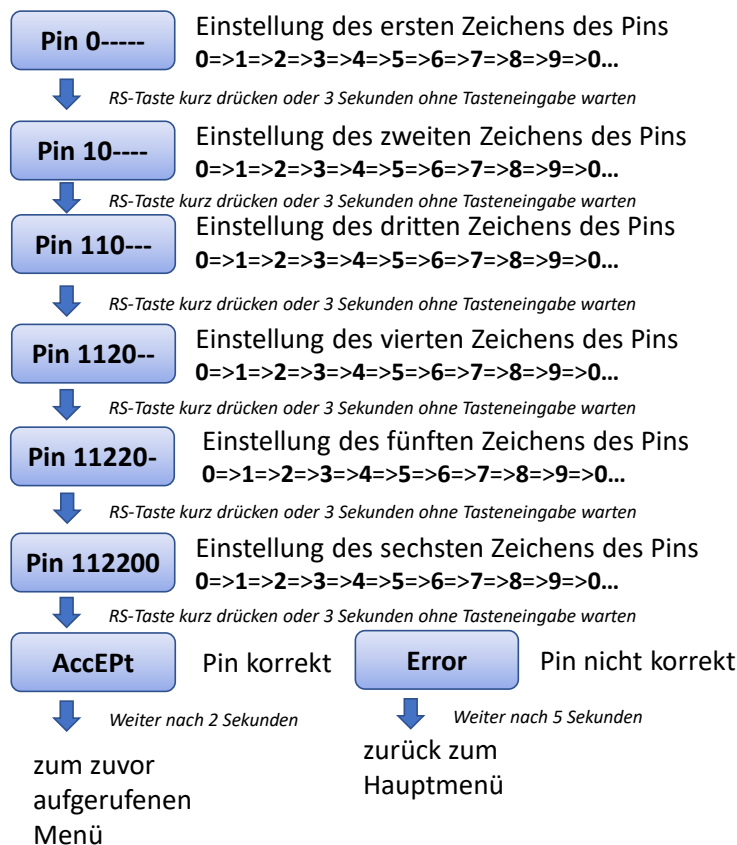 Pin 0-----
Einstellung des ersten Zeichens des Pins
0=>1=>2=>3=>4=>5=>6=>7=>8=>9=>0...
RS-Taste kurz drücken oder 3 Sekunden ohne Tasteneingabe warten
Pin 10----
Einstellung des zweiten Zeichens des Pins
0=>1=>2=>3=>4=>5=>6=>7=>8=>9=>0...
RS-Taste kurz drücken oder 3 Sekunden ohne Tasteneingabe warten
Pin 110---
Einstellung des dritten Zeichens des Pins
0=>1=>2=>3=>4=>5=>6=>7=>8=>9=>0...
RS-Taste kurz drücken oder 3 Sekunden ohne Tasteneingabe warten
Pin 1120--
Einstellung des vierten Zeichens des Pins
0=>1=>2=>3=>4=>5=>6=>7=>8=>9=>0...
RS-Taste kurz drücken oder 3 Sekunden ohne Tasteneingabe warten
Pin 11220-
Einstellung des fünften Zeichens des Pins
0=>1=>2=>3=>4=>5=>6=>7=>8=>9=>0...
RS-Taste kurz drücken oder 3 Sekunden ohne Tasteneingabe warten
Pin 112200
Einstellung des sechsten Zeichens des Pins
0=>1=>2=>3=>4=>5=>6=>7=>8=>9=>0...
RS-Taste kurz drücken oder 3 Sekunden ohne Tasteneingabe warten
AccEPt
Pin korrekt
Error
Pin nicht korrekt
Weiter nach 2 Sekunden
Weiter nach 5 Sekunden
zum zuvor
aufgerufenen
Menü
zurück zum
Hauptmenü